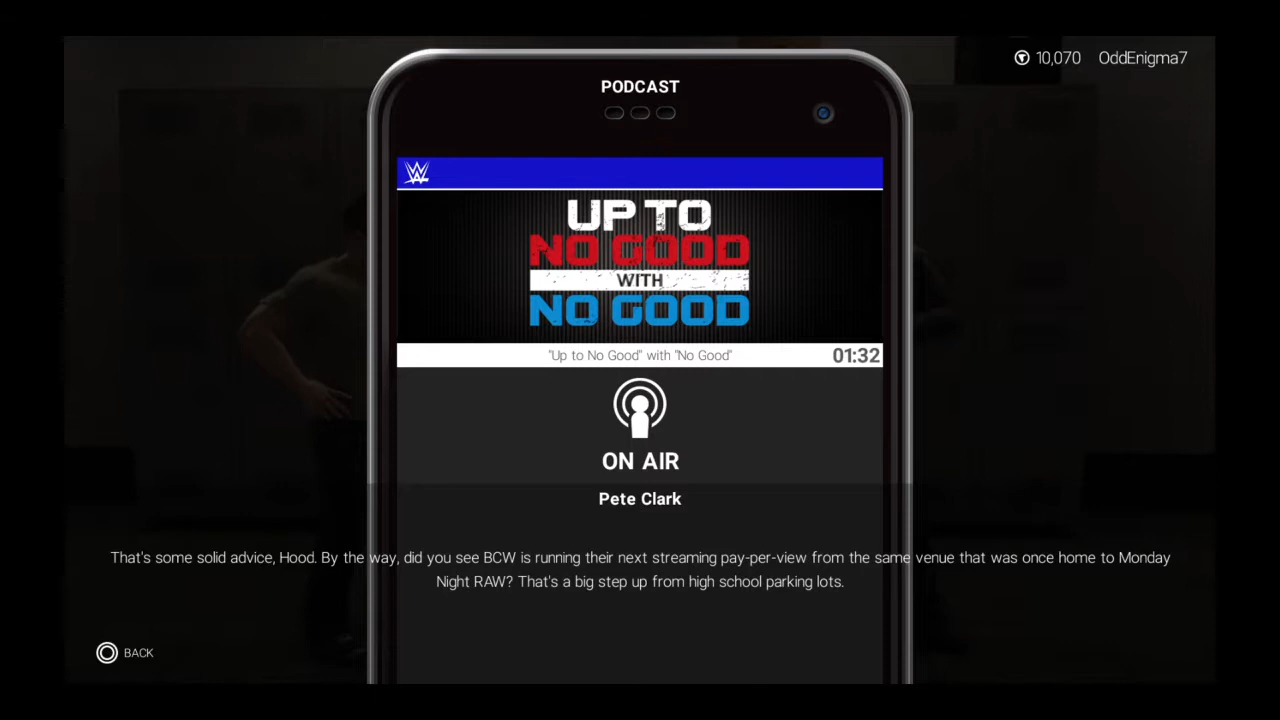 10,070 OddEnigma7
PODCAST
W
UP TO
NO GOOD
WITH
NO GOOD
"Up to No Good" with "No Good" 01:32
ON AIR
Pete Clark
That's some solid advice, Hood. By the way, did you see BCW is running their next streaming pay-per-view from the same venue that was once home to Monday
Night RAW? That's a big step up from high school parking lots.
BACK